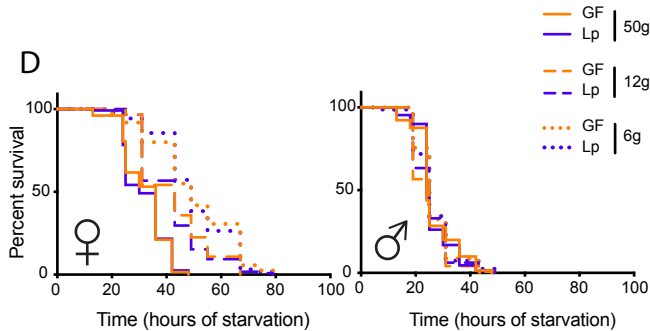 GF
Lp
50g
GF
Lp
12g
GF
Lp
6g
D
Percent survival
100
50
0
0 20 40 60 80 100
Time (hours of starvation)
100
50
0
0 20 40 60 80 100
Time (hours of starvation)